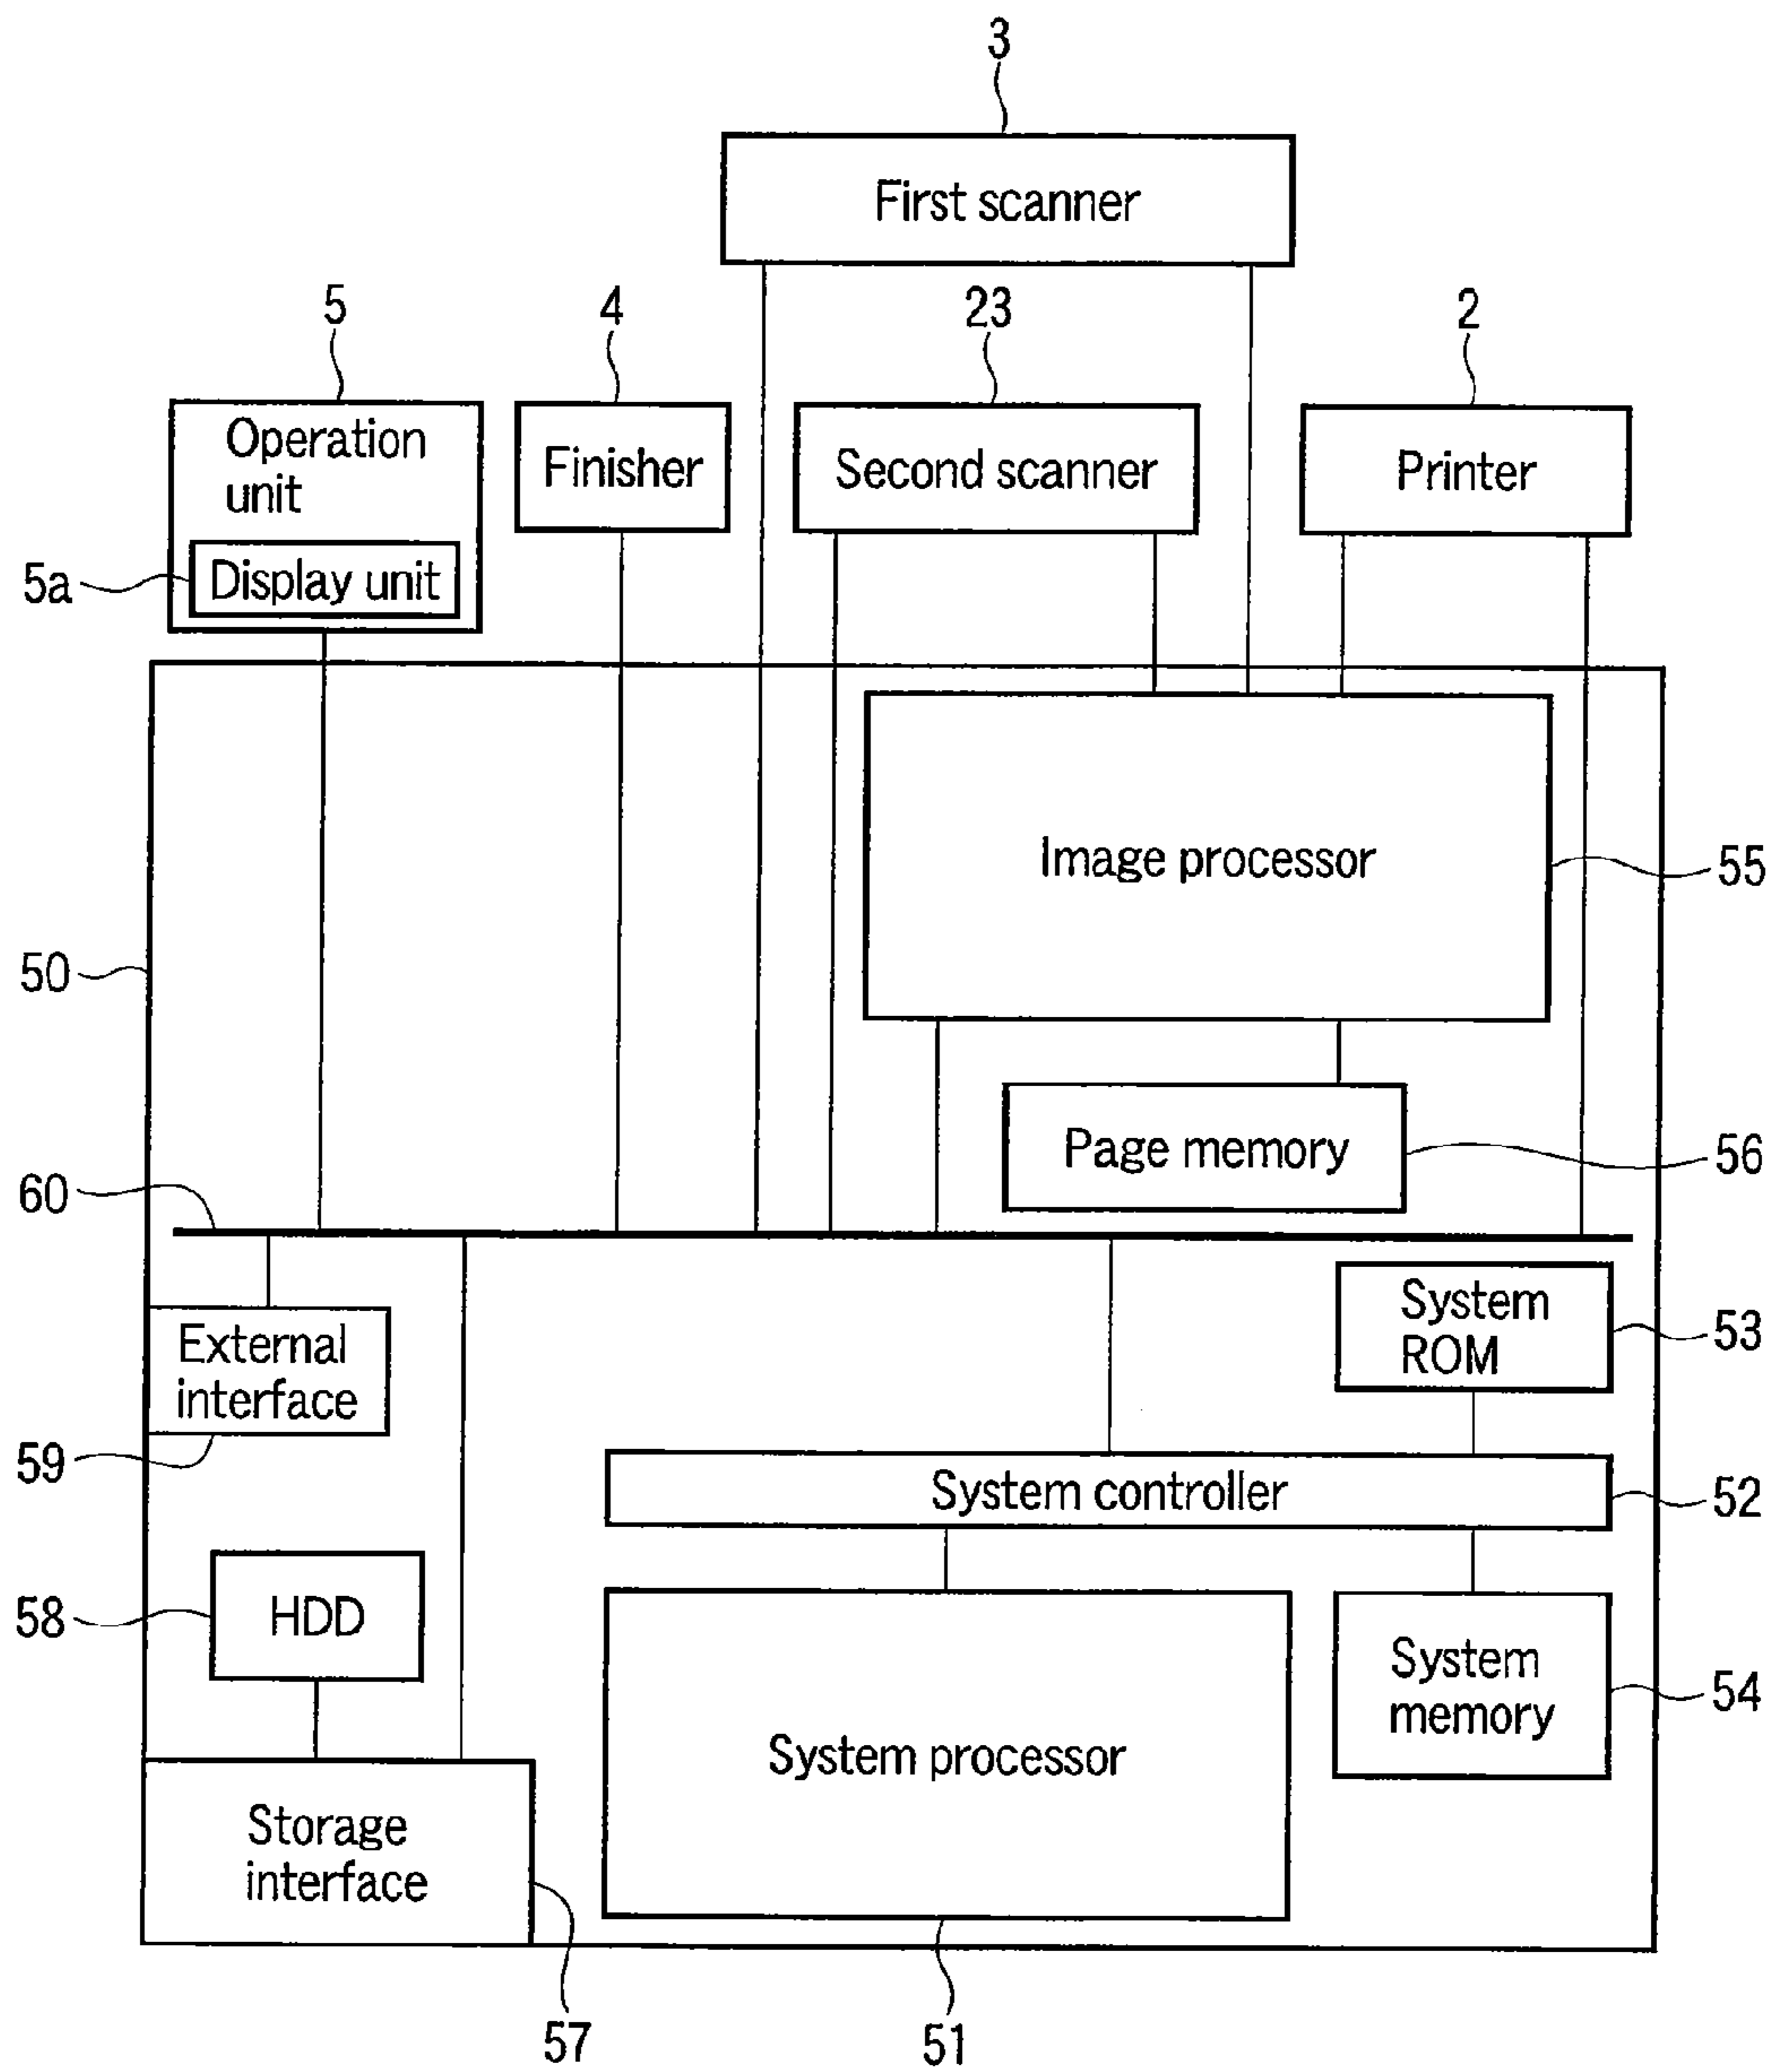 3
First scanner
5
4
23
2
Operation
unit
Finisher
Second scanner
Printer
5a
Display unit
Image processor
55
50
Page memory
56
60
System
ROM
53
External
interface
59
System controller
52
HDD
58
System
memory
54
System processor
Storage
interface
57
51